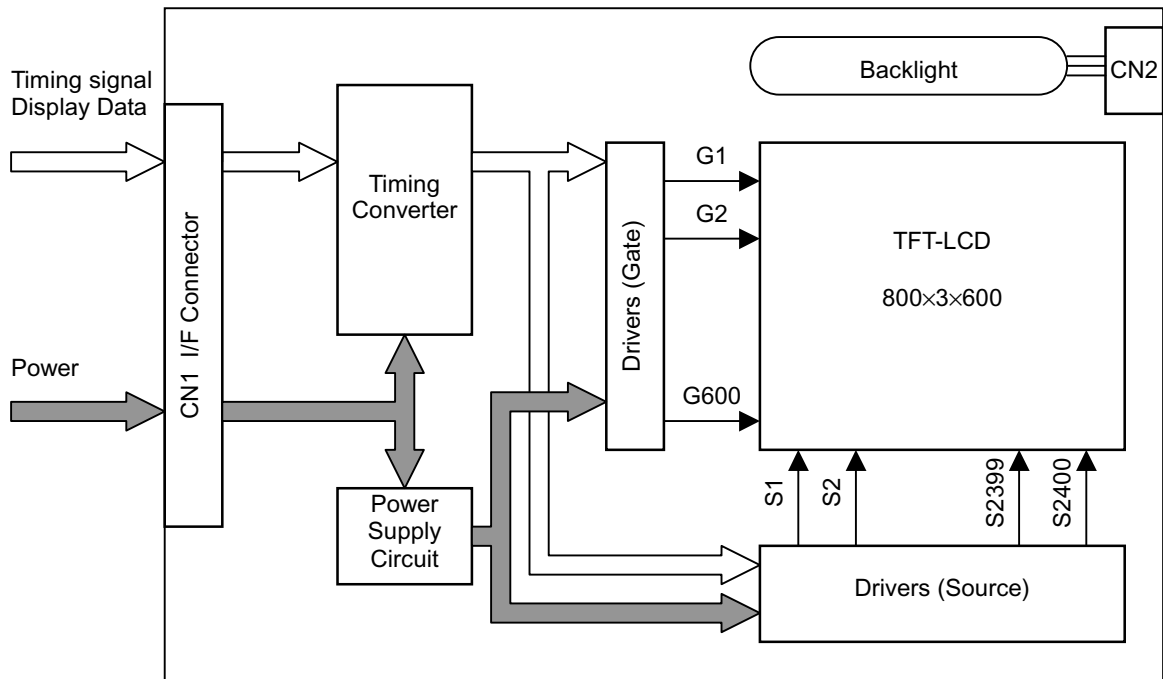 Timing signal
Display Data
Power
CN1 I/F Connector
Timing
Converter
Power
Supply
Circuit
Drivers (Gate)
G1
G2
G600
Backlight
CN2
TFT-LCD
800×3×600
S1
S2
S2399
S2400
Drivers (Source)